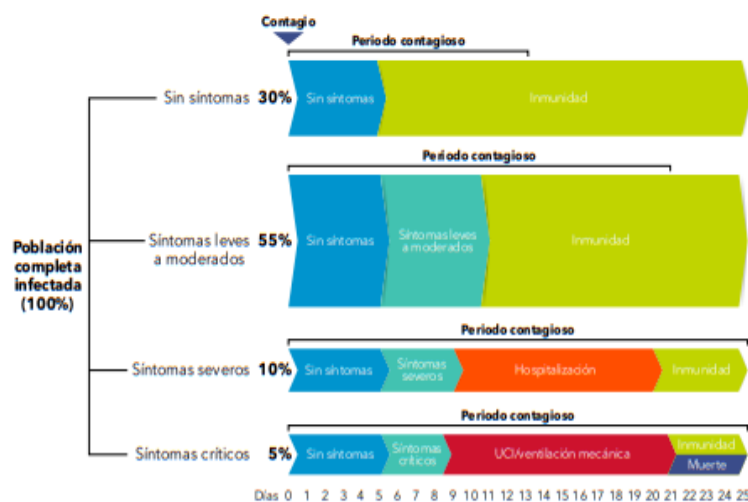 Contagio
Periodo contagioso
Sin síntomas 30% Sin síntomas Inmunidad
Periodo contagioso
Población
completa
infectada
(100%)
Síntomas leves
a moderados
55%
Sin síntomas
Síntomas leves
a moderados
Inmunidad
Periodo contagioso
Síntomas severos 10% Sin síntomas
Síntomas
severos
Hospitalización
Inmunidad
Periodo contagioso
Síntomas críticos 5% Sin síntomas
Síntomas
críticos
UCI/ventilación mecánica
Inmunidad
Muerte
Días 0 1 2 3 4 5 6 7 8 9 10 11 12 13 14 15 16 17 18 19 20 21 22 23 24 25